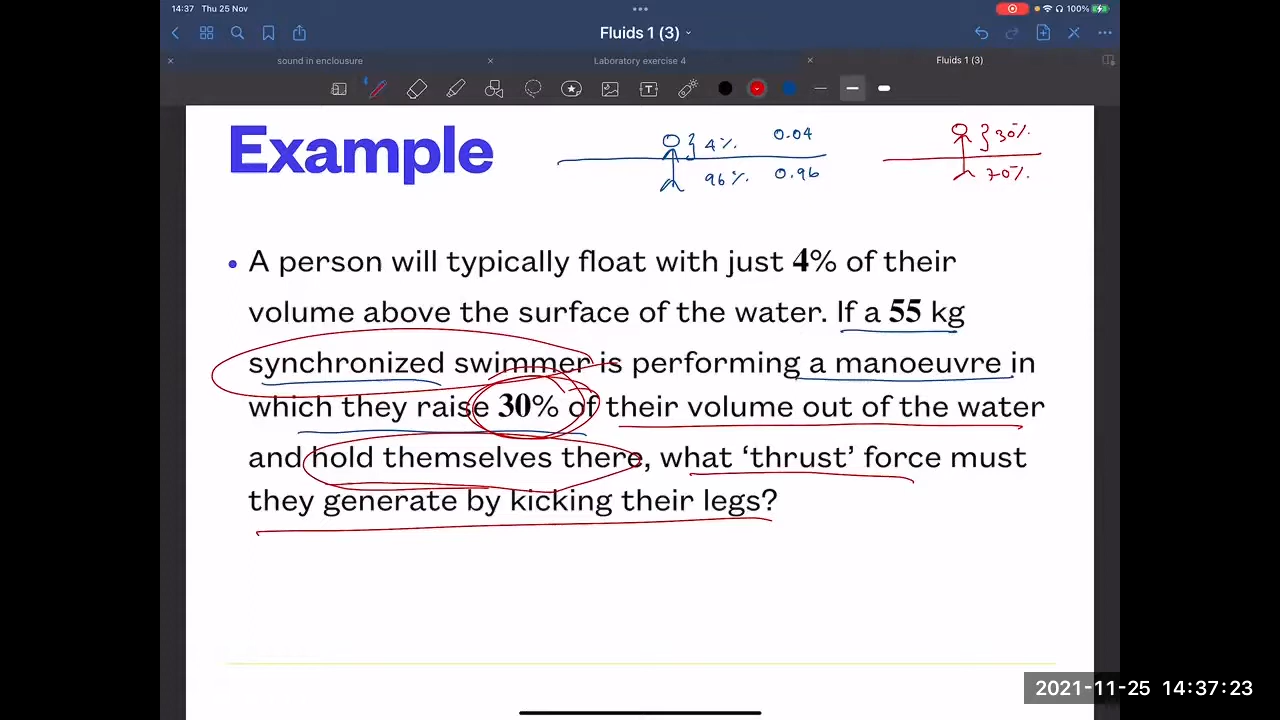 14:37 Thu 25 Nov
100%
Fluids 1 (3)
sound in enclousure
Laboratory exercise 4
Fluids 1 (3)
Example
4% 0.04
96% 0.96
30%
70%
• A person will typically float with just 4% of their
volume above the surface of the water. If a 55 kg
synchronized swimmer is performing a manoeuvre in
which they raise 30% of their volume out of the water
and hold themselves there, what ‘thrust’ force must
they generate by kicking their legs?
2021-11-25 14:37:23